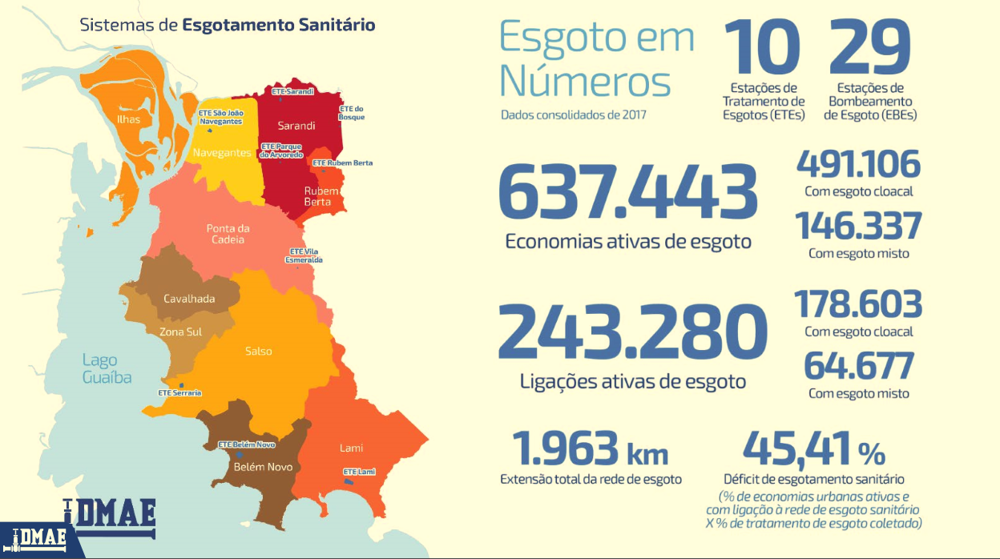 Sistemas de Esgotamento Sanitário
Ilhas
ETE São João
Navegantes
Navegantes
ETE Sarandi
Sarandi
ETE do
Bosque
ETE Parque
do Arvoredo
ETE Rubem Berta
Rubem
Berta
Ponta da
Cadeia
ETE Vila
Esmeralda
Cavalhada
Zona Sul
Salso
Lago
Guaíba
ETE Serraria
ETE Belém Novo
Belém Novo
Lami
ETE Lami
DMAE
DMAE
Esgoto em
Números
Dados consolidados de 2017
10
Estações de
Tratamento de
Esgotos (ETEs)
29
Estações de
Bombeamento
de Esgoto (EBEs)
637.443
Economias ativas de esgoto
491.106
Com esgoto cloacal
146.337
Com esgoto misto
243.280
Ligações ativas de esgoto
178.603
Com esgoto cloacal
64.677
Com esgoto misto
1.963 km
Extensão total da rede de esgoto
45,41 %
Déficit de esgotamento sanitário
(% de economias urbanas ativas e
com ligação à rede de esgoto sanitário
X % de tratamento de esgoto coletado)